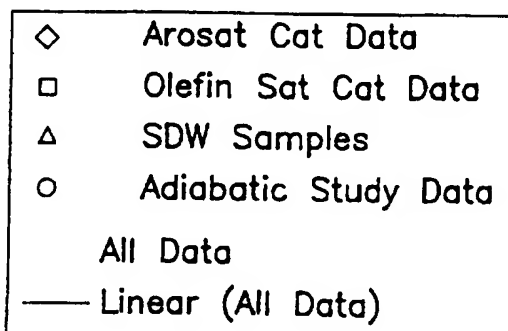 Arosat Cat Data
Olefin Sat Cat Data
SDW Samples
Adiabatic Study Data
All Data
Linear (All Data)